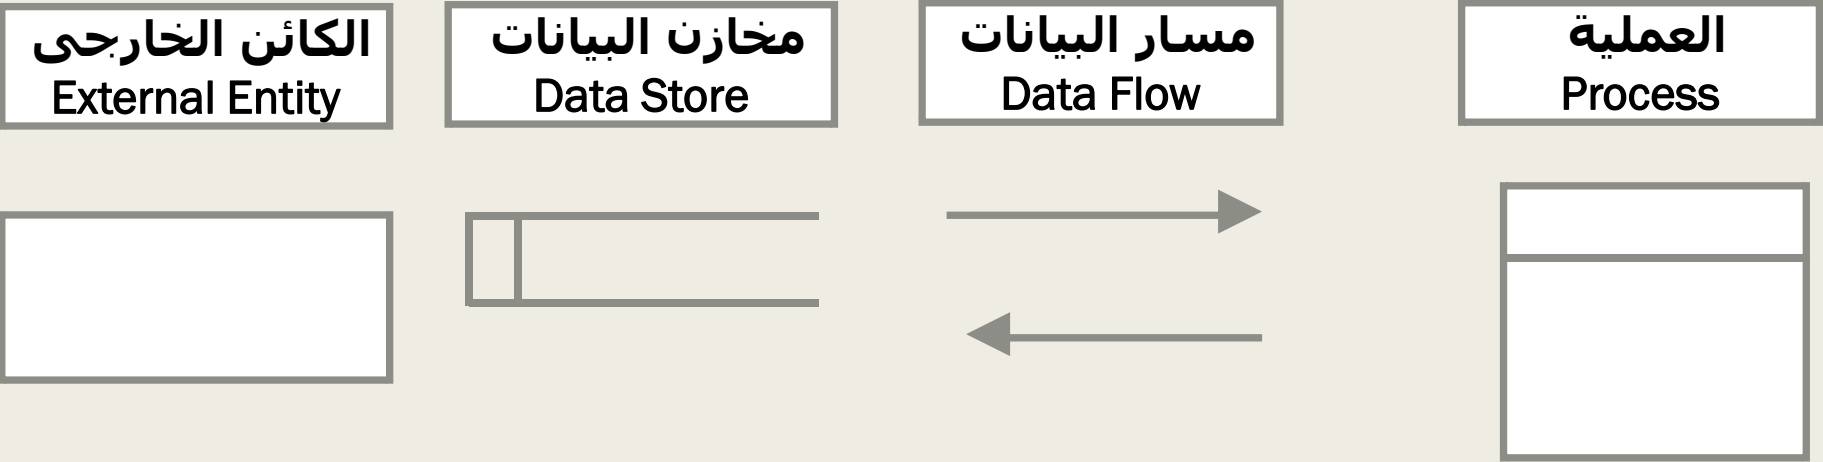 العملية
Process
مسار البيانات
Data Flow
مخازن البيانات
Data Store
الكائن الخارجى
External Entity